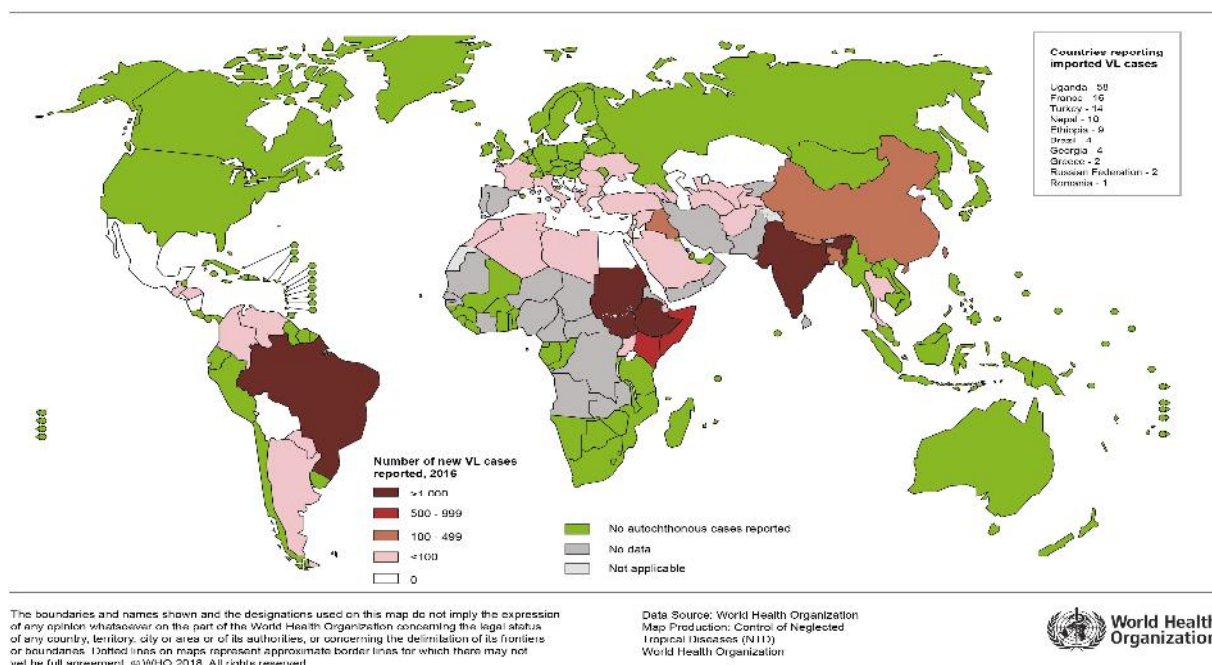 Countries reporting
imported VL cases
Uganda - 58
France - 16
Turkey - 14
Nepal - 10
Ethiopia - 9
Brazil - 4
Georgia - 4
Greece - 2
Russian Federation - 2
Romania - 1
Number of new VL cases
reported, 2016
>1 000
500 - 999
100 - 499
<100
0
No autochthonous cases reported
No data
Not applicable
The boundaries and names shown and the designations used on this map do not imply the expression
of any opinion whatsoever on the part of the World Health Organization concerning the legal status
of any country, territory, city or area or of its authorities, or concerning the delimitation of its frontiers
or boundaries. Dotted lines on maps represent approximate border lines for which there may not
yet be full agreement. © WHO 2018. All rights reserved
Data Source: World Health Organization
Map Production: Control of Neglected
Tropical Diseases (NTD)
World Health Organization
World Health
Organization